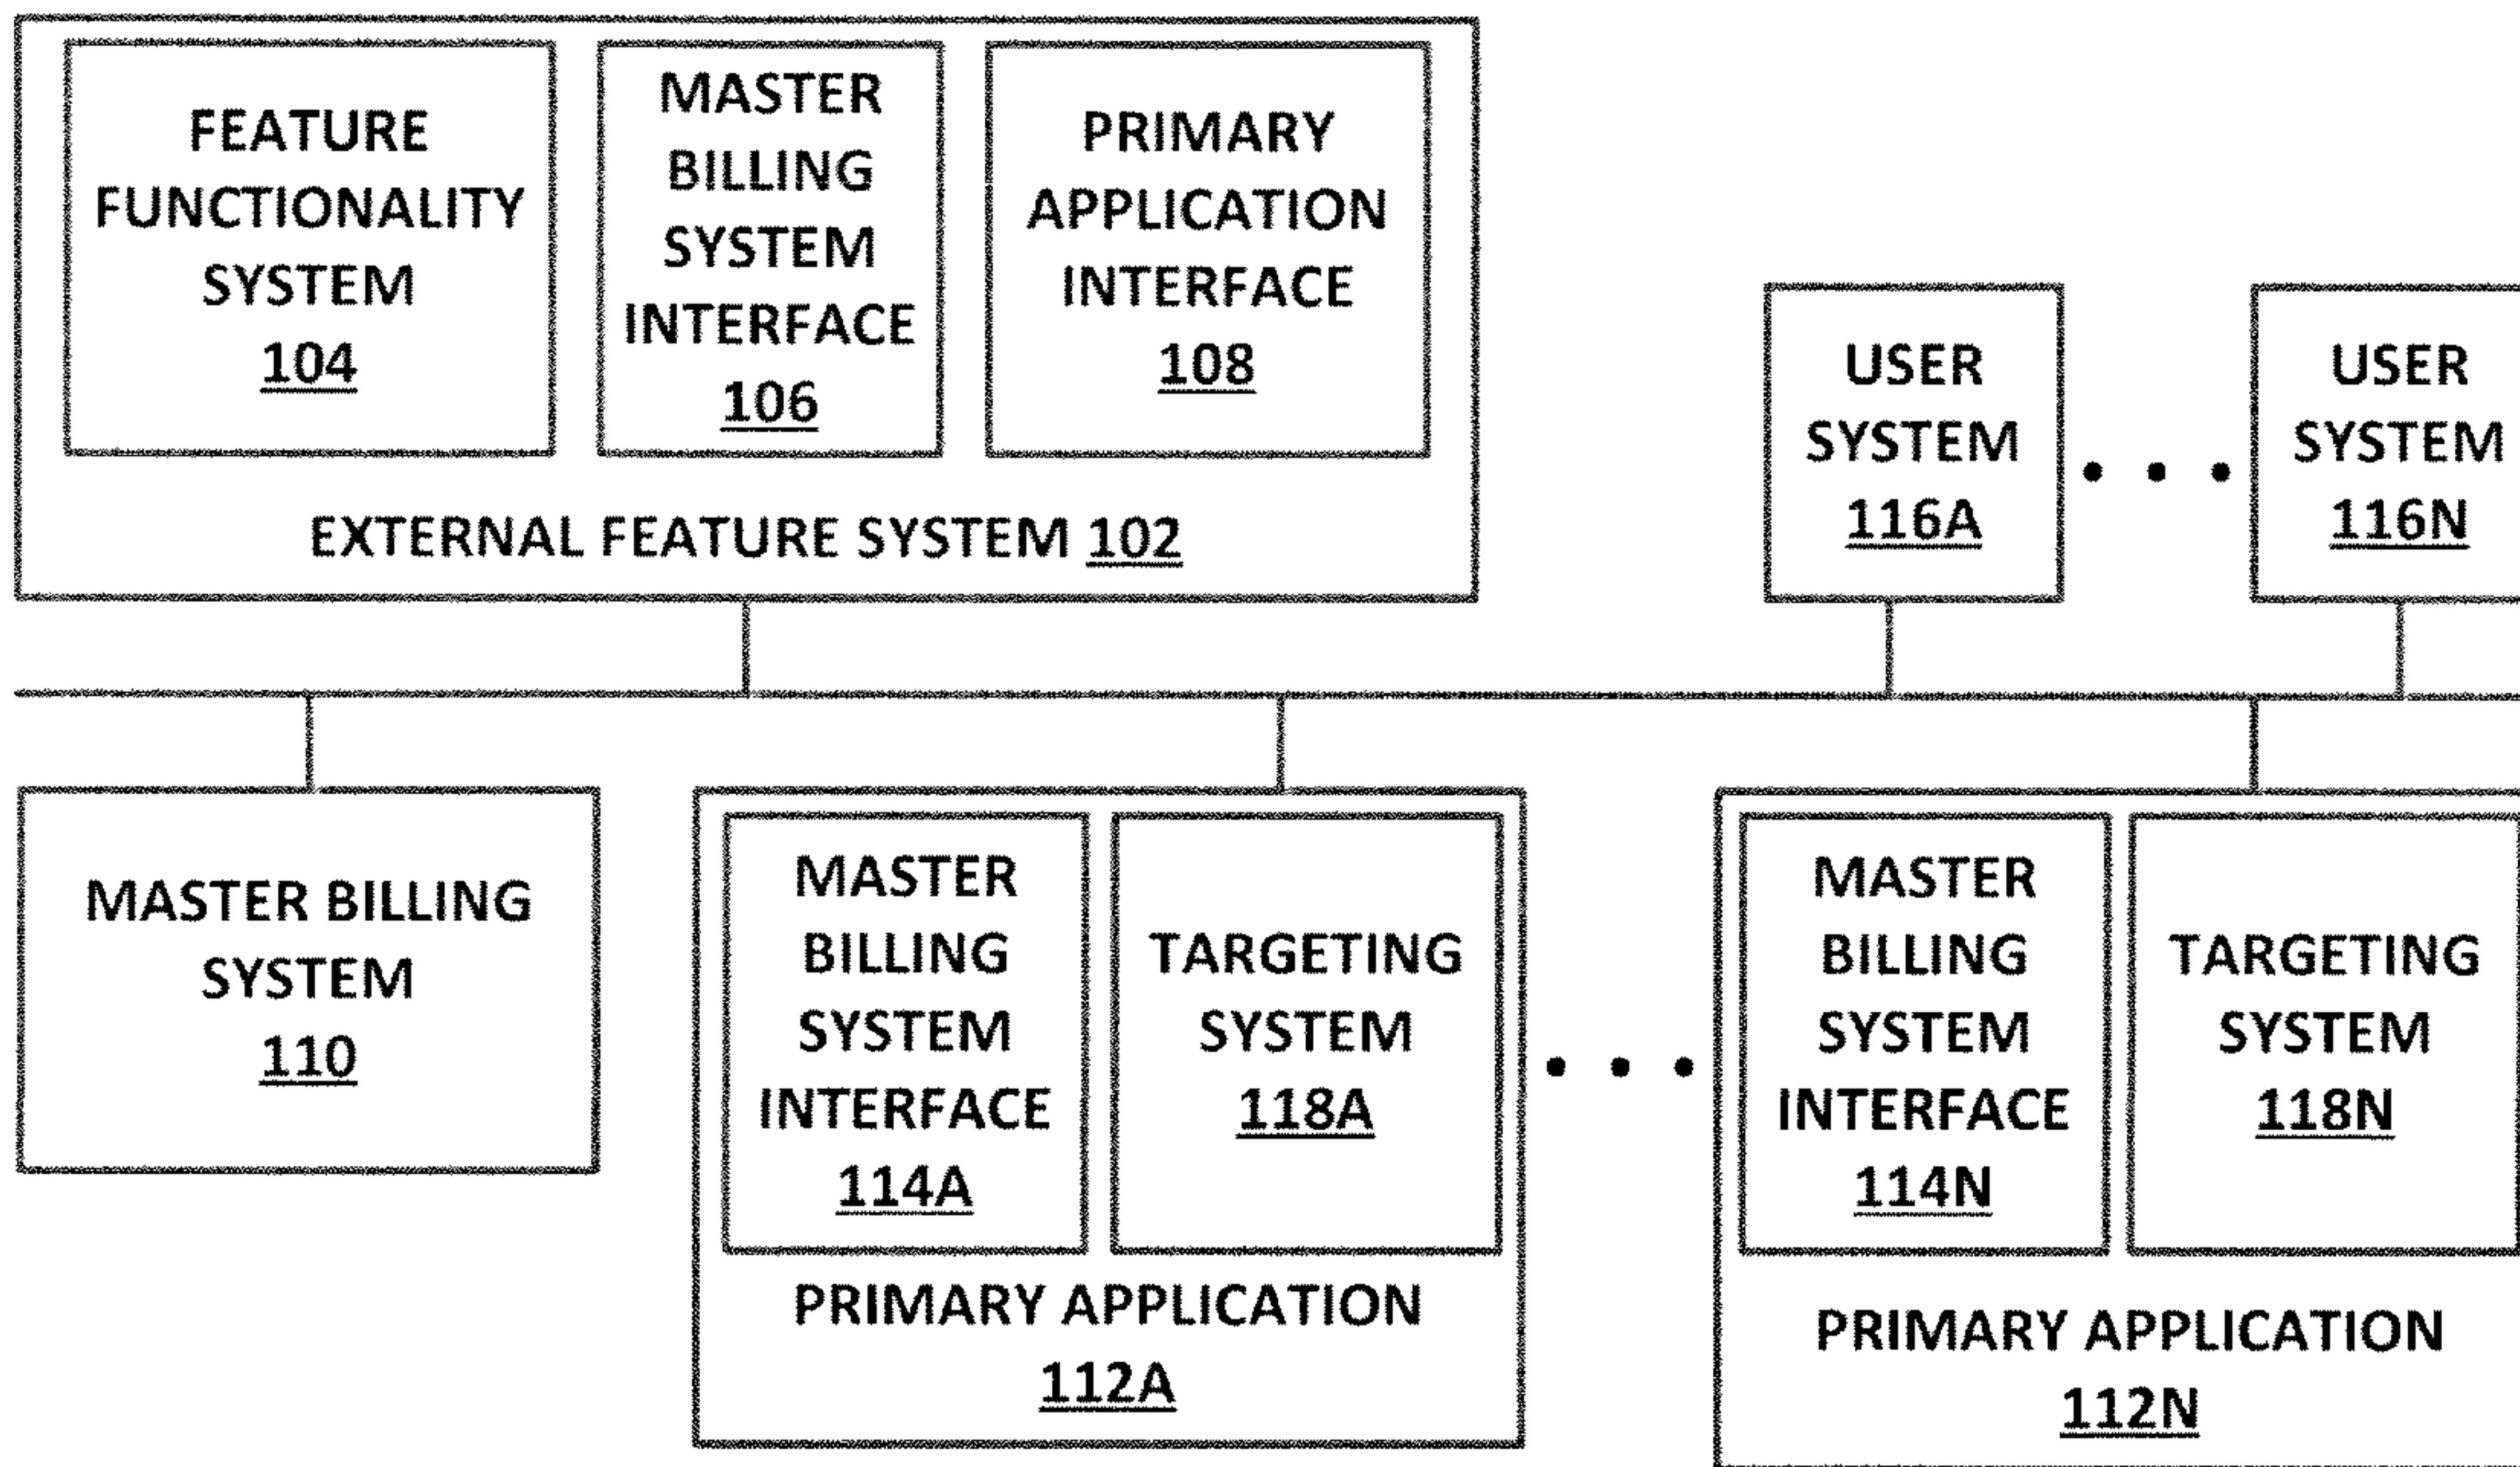 FEATURE
FUNCTIONALITY
SYSTEM
104
MASTER
BILLING
SYSTEM
INTERFACE
106
PRIMARY
APPLICATION
INTERFACE
108
EXTERNAL FEATURE SYSTEM 102
USER
SYSTEM
116A
USER
SYSTEM
116N
MASTER BILLING
SYSTEM
110
MASTER
BILLING
SYSTEM
INTERFACE
114A
TARGETING
SYSTEM
118A
PRIMARY APPLICATION
112A
MASTER
BILLING
SYSTEM
INTERFACE
114N
TARGETING
SYSTEM
118N
PRIMARY APPLICATION
112N